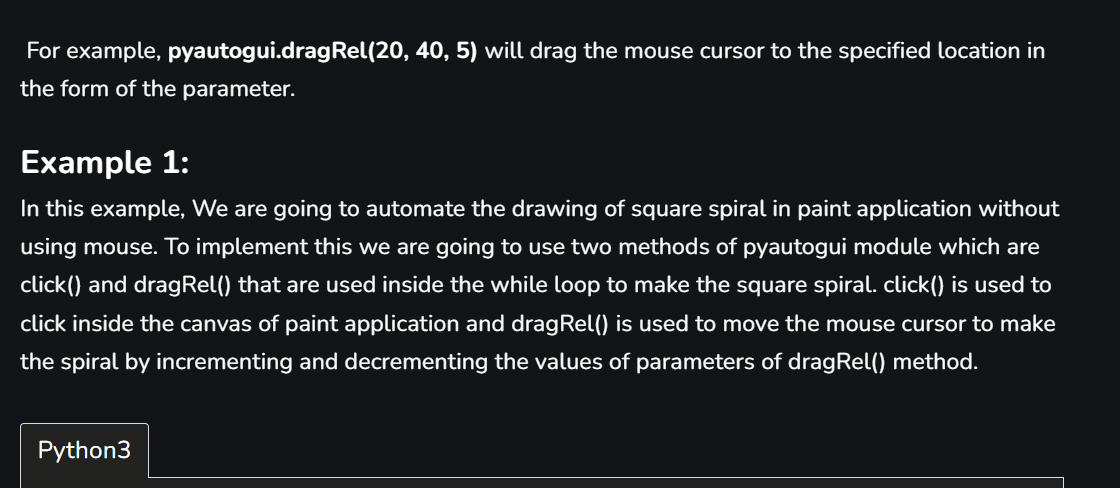 For example, pyautogui.dragRel(20, 40, 5) will drag the mouse cursor to the specified location in
the form of the parameter.
Example 1:
In this example, We are going to automate the drawing of square spiral in paint application without
using mouse. To implement this we are going to use two methods of pyautogui module which are
click() and dragRel() that are used inside the while loop to make the square spiral. click() is used to
click inside the canvas of paint application and dragRel() is used to move the mouse cursor to make
the spiral by incrementing and decrementing the values of parameters of dragRel() method.
Python3